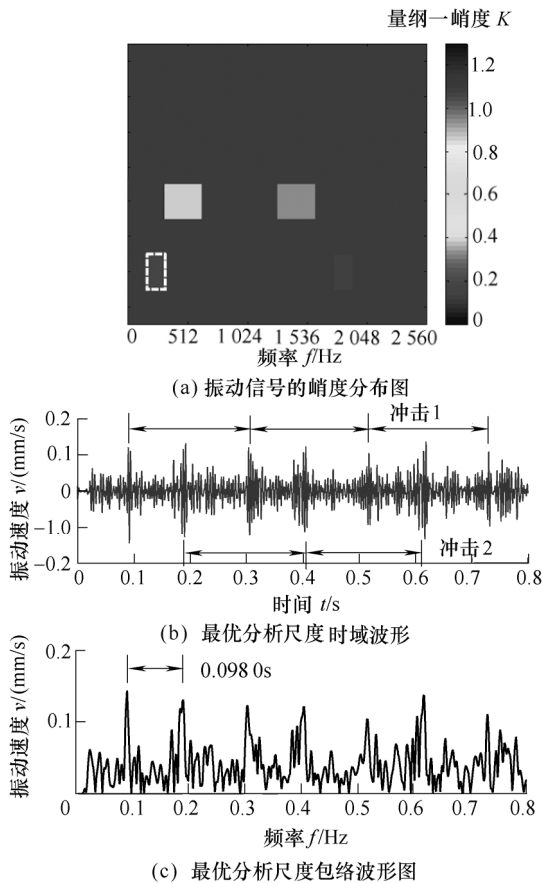 量纲一峭度 K
1.2
1.0
0.8
0.6
0.4
0.2
0
0 512 1 024 1 536 2 048 2 560
频率 f/Hz
(a) 振动信号的峭度分布图
振动速度 v/(mm/s)
0.2
0.1
0
−1.0
−0.2
冲击1
冲击2
0 0.1 0.2 0.3 0.4 0.5 0.6 0.7 0.8
时间 t/s
(b) 最优分析尺度时域波形
振动速度 v/(mm/s)
0.1
0.098 0s
0 0.1 0.2 0.3 0.4 0.5 0.6 0.7 0.8
频率 f/Hz
(c) 最优分析尺度包络波形图